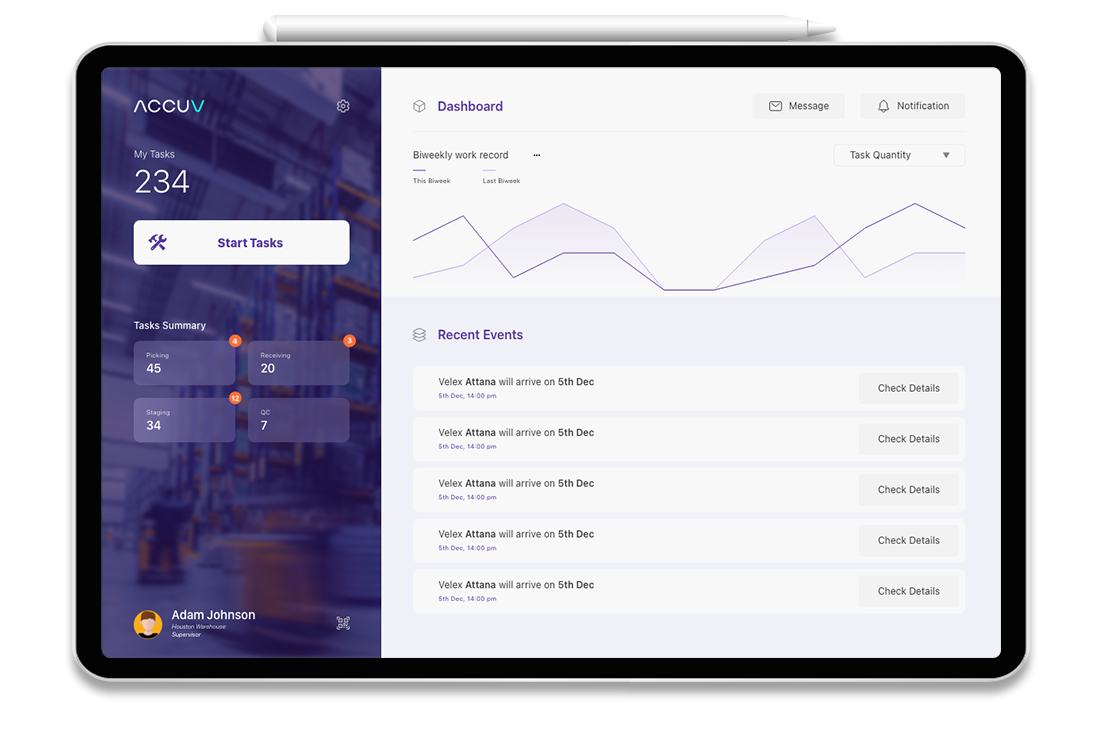 ACCUV
My Tasks
234
Start Tasks
Tasks Summary
4
Picking
45
3
Receiving
20
12
Staging
34
QC
7
Adam Johnson
Houston Warehouse
Supervisor
Dashboard
Message
Notification
Biweekly work record
Task Quantity
This Biweek
Last Biweek
Recent Events
Velex Attana will arrive on 5th Dec
5th Dec, 14:00 pm
Check Details
Velex Attana will arrive on 5th Dec
5th Dec, 14:00 pm
Check Details
Velex Attana will arrive on 5th Dec
5th Dec, 14:00 pm
Check Details
Velex Attana will arrive on 5th Dec
5th Dec, 14:00 pm
Check Details
Velex Attana will arrive on 5th Dec
5th Dec, 14:00 pm
Check Details